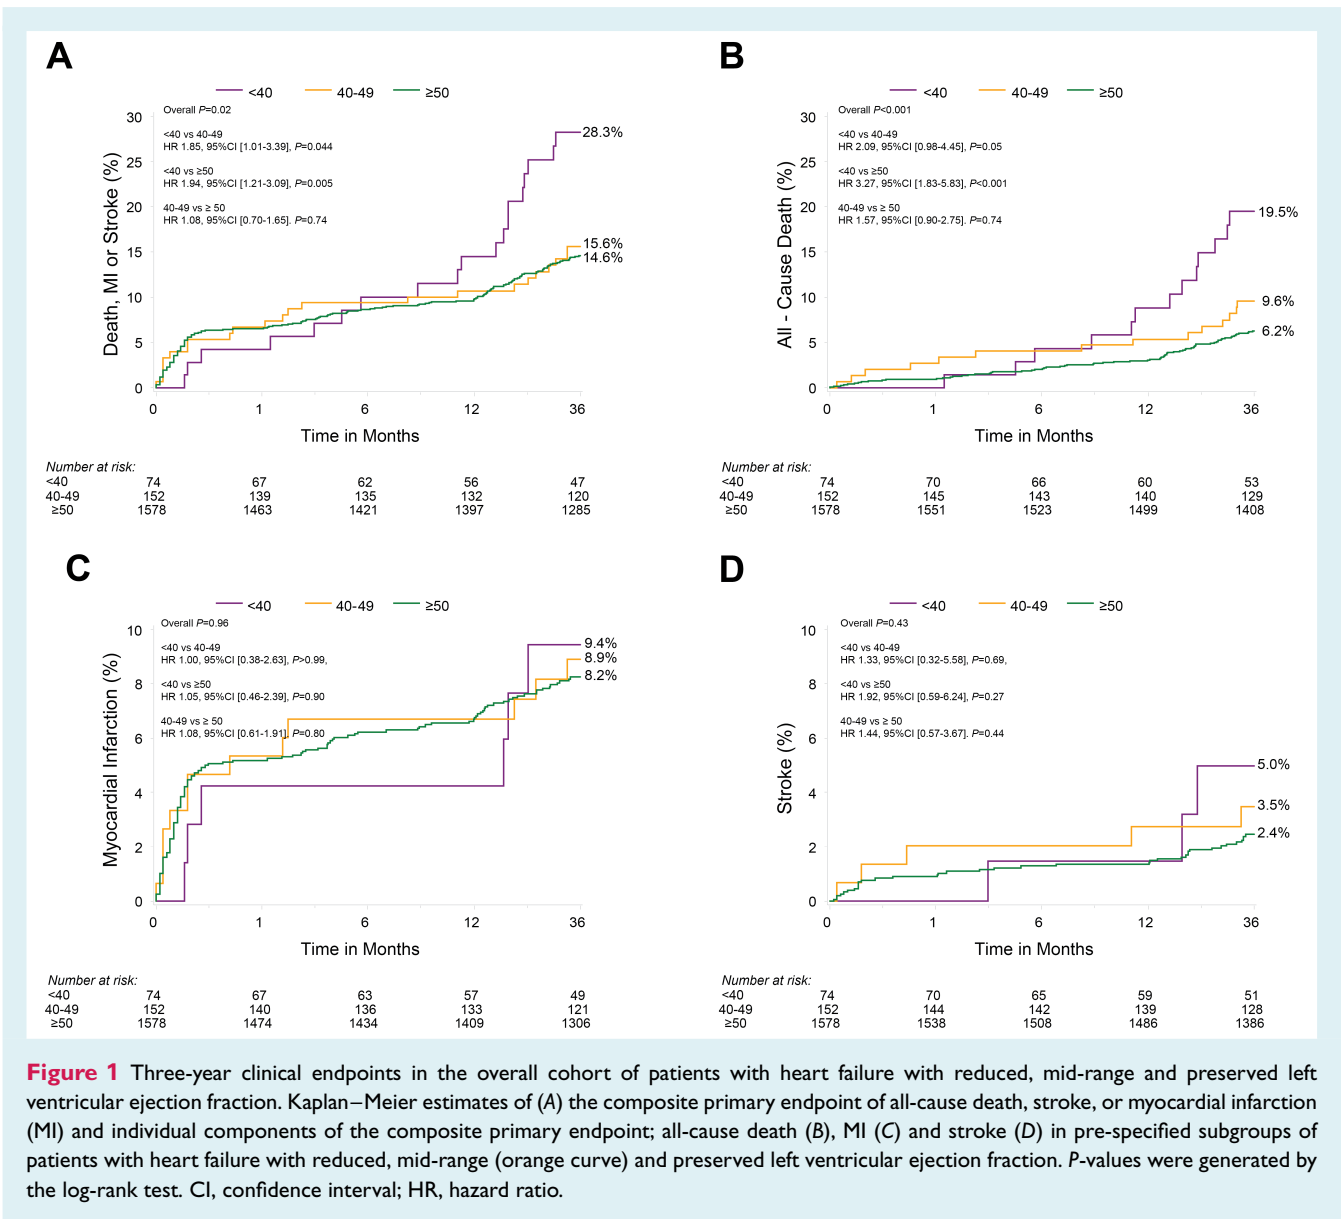 A
<40 40-49 ≥50
Overall P=0.02
<40 vs 40-49
HR 1.85, 95%CI [1.01-3.39], P=0.044
<40 vs ≥50
HR 1.94, 95%CI [1.21-3.09], P=0.005
40-49 vs ≥ 50
HR 1.08, 95%CI [0.70-1.65]. P=0.74
Death, MI or Stroke (%)
30
25
20
15
10
5
0
28.3%
15.6%
14.6%
0 1 6 12 36
Time in Months
Number at risk:
<40 74 67 62 56 47
40-49 152 139 135 132 120
≥50 1578 1463 1421 1397 1285
B
<40 40-49 ≥50
Overall P<0.001
<40 vs 40-49
HR 2.09, 95%CI [0.98-4.45], P=0.05
<40 vs ≥50
HR 3.27, 95%CI [1.83-5.83], P<0.001
40-49 vs ≥ 50
HR 1.57, 95%CI [0.90-2.75]. P=0.74
All - Cause Death (%)
30
25
20
15
10
5
0
19.5%
9.6%
6.2%
0 1 6 12 36
Time in Months
Number at risk:
<40 74 70 66 60 53
40-49 152 145 143 140 129
≥50 1578 1551 1523 1499 1408
C
<40 40-49 ≥50
Overall P=0.96
<40 vs 40-49
HR 1.00, 95%CI [0.38-2.63], P>0.99,
<40 vs ≥50
HR 1.05, 95%CI [0.46-2.39], P=0.90
40-49 vs ≥ 50
HR 1.08, 95%CI [0.61-1.91], P=0.80
Myocardial Infarction (%)
10
8
6
4
2
0
9.4%
8.9%
8.2%
0 1 6 12 36
Time in Months
Number at risk:
<40 74 67 63 57 49
40-49 152 140 136 133 121
≥50 1578 1474 1434 1409 1306
D
<40 40-49 ≥50
Overall P=0.43
<40 vs 40-49
HR 1.33, 95%CI [0.32-5.58], P=0.69,
<40 vs ≥50
HR 1.92, 95%CI [0.59-6.24], P=0.27
40-49 vs ≥ 50
HR 1.44, 95%CI [0.57-3.67]. P=0.44
Stroke (%)
10
8
6
4
2
0
5.0%
3.5%
2.4%
0 1 6 12 36
Time in Months
Number at risk:
<40 74 70 65 59 51
40-49 152 144 142 139 128
≥50 1578 1538 1508 1486 1386
Figure 1 Three-year clinical endpoints in the overall cohort of patients with heart failure with reduced, mid-range and preserved left
ventricular ejection fraction. Kaplan–Meier estimates of (A) the composite primary endpoint of all-cause death, stroke, or myocardial infarction
(MI) and individual components of the composite primary endpoint; all-cause death (B), MI (C) and stroke (D) in pre-specified subgroups of
patients with heart failure with reduced, mid-range (orange curve) and preserved left ventricular ejection fraction. P-values were generated by
the log-rank test. CI, confidence interval; HR, hazard ratio.